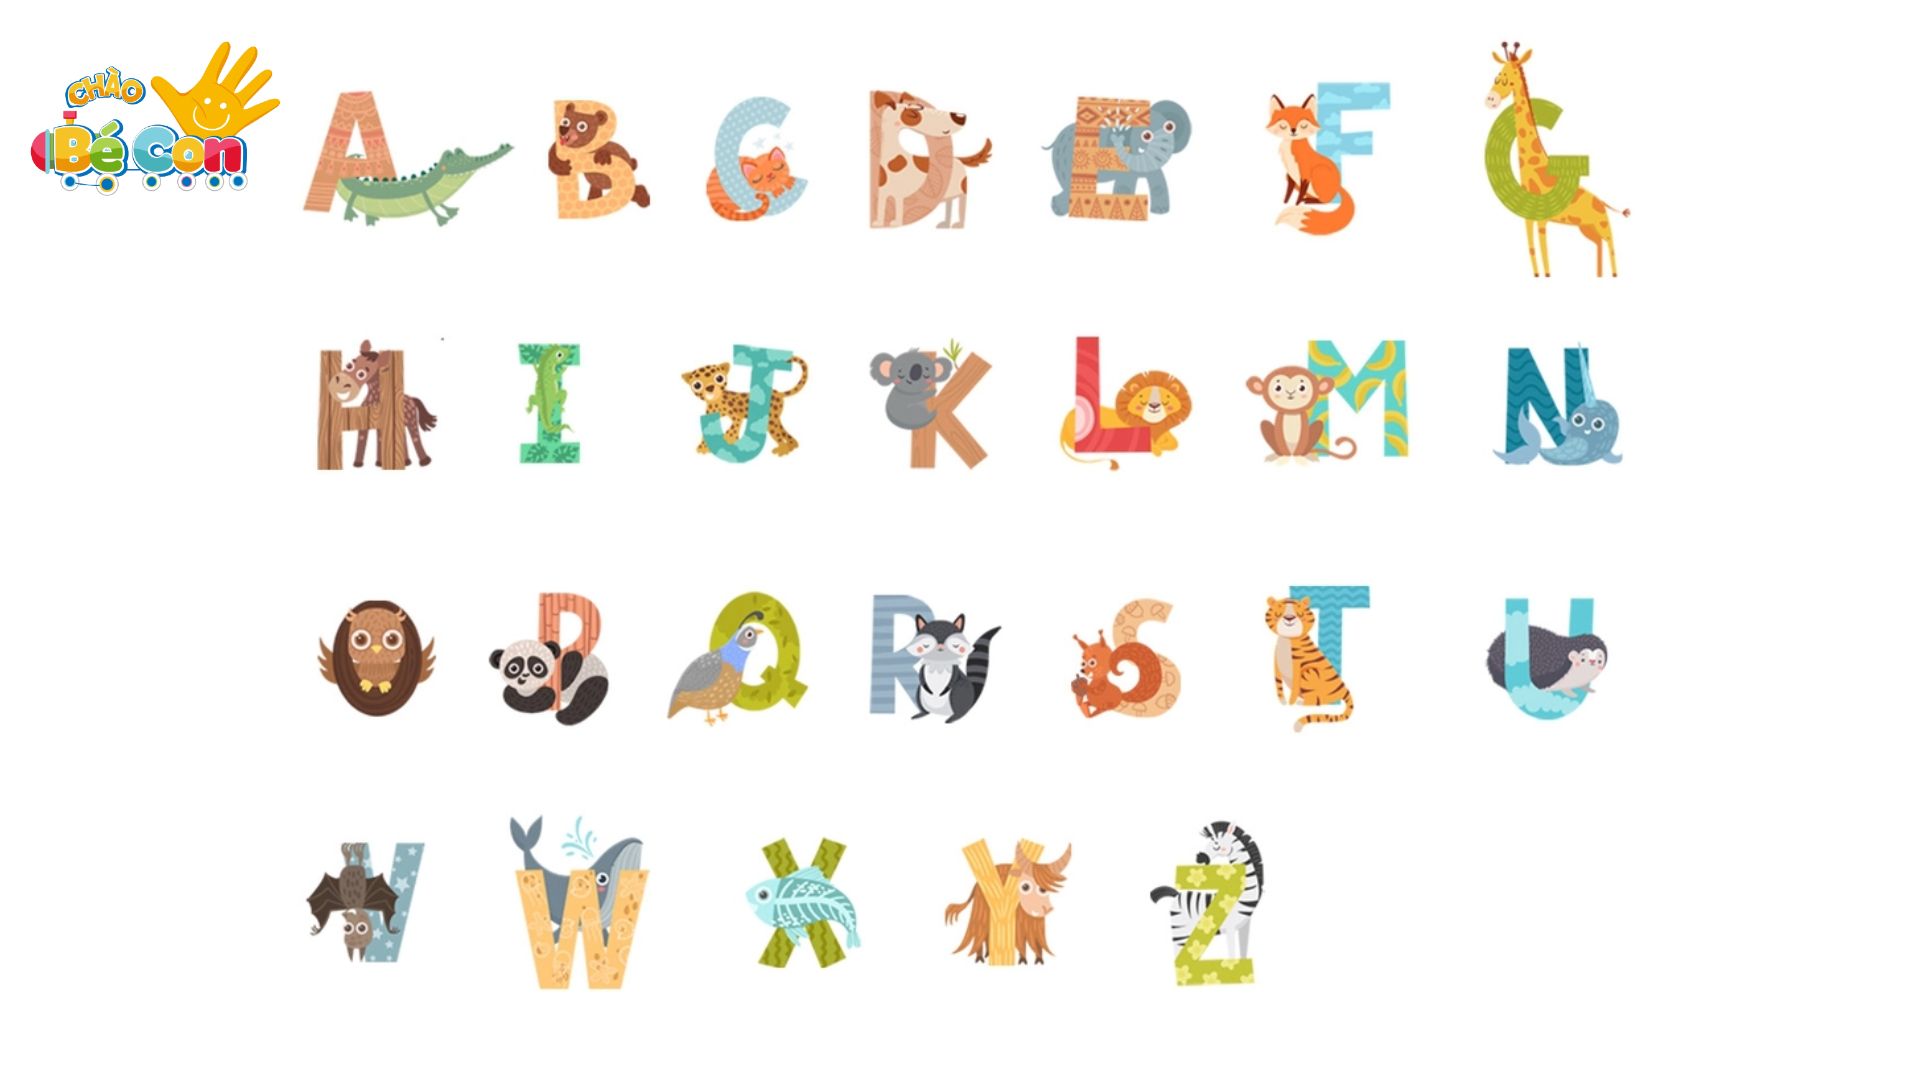 CHÀO
Bé Con
A B C D E F G
H I J K L M N
O P Q R S T U
V W X Y Z